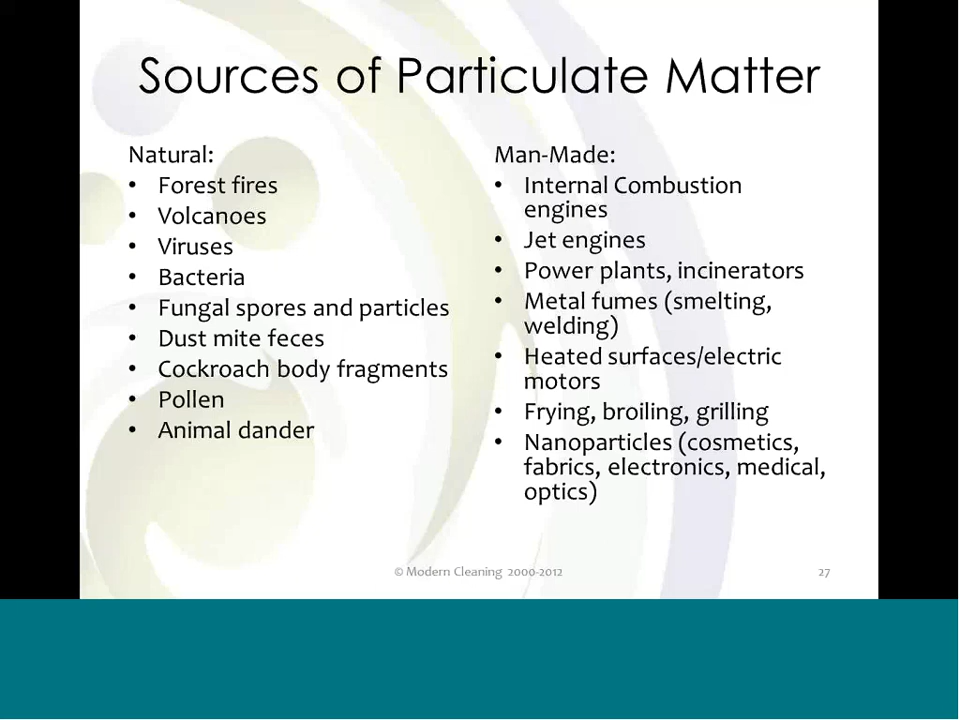 Sources of Particulate Matter
Natural:
• Forest fires
• Volcanoes
• Viruses
• Bacteria
• Fungal spores and particles
• Dust mite feces
• Cockroach body fragments
• Pollen
• Animal dander
Man-Made:
• Internal Combustion
engines
• Jet engines
• Power plants, incinerators
• Metal fumes (smelting,
welding)
• Heated surfaces/electric
motors
• Frying, broiling, grilling
• Nanoparticles (cosmetics,
fabrics, electronics, medical,
optics)
© Modern Cleaning 2000-2012
27